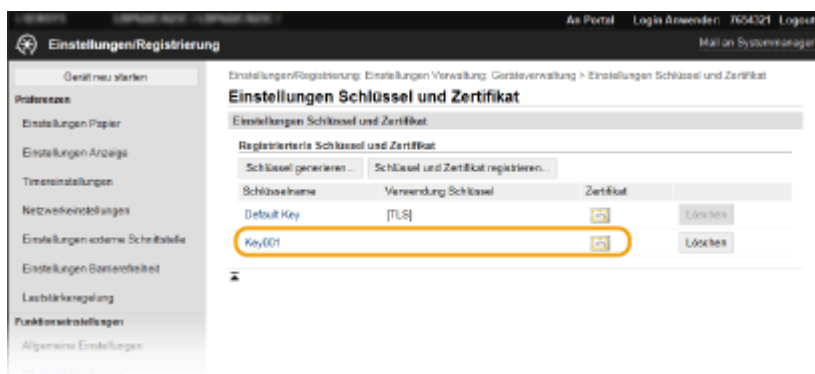 An Portal Login Anwender: 7654321 Logout
Einstellungen/Registrierung
Mail an Systemmanager
Gerät neu starten
Präferenzen
Einstellungen Papier
Einstellungen Anzeige
Timereinstellungen
Netzwerkeinstellungen
Einstellungen externe Schnittstelle
Einstellungen Barrierefreiheit
Lautstärkeregelung
Funktionseinstellungen
Allgemeine Einstellungen
Einstellungen/Registrierung: Einstellungen Verwaltung: Geräteverwaltung > Einstellungen Schlüssel und Zertifikat
Einstellungen Schlüssel und Zertifikat
Einstellungen Schlüssel und Zertifikat
Registrierte Schlüssel und Zertifikat
Schlüssel generieren... Schlüssel und Zertifikat registrieren...
Schlüsselname Verwendung Schlüssel Zertifikat
Default Key [TLS] Löschen
Key001 Löschen